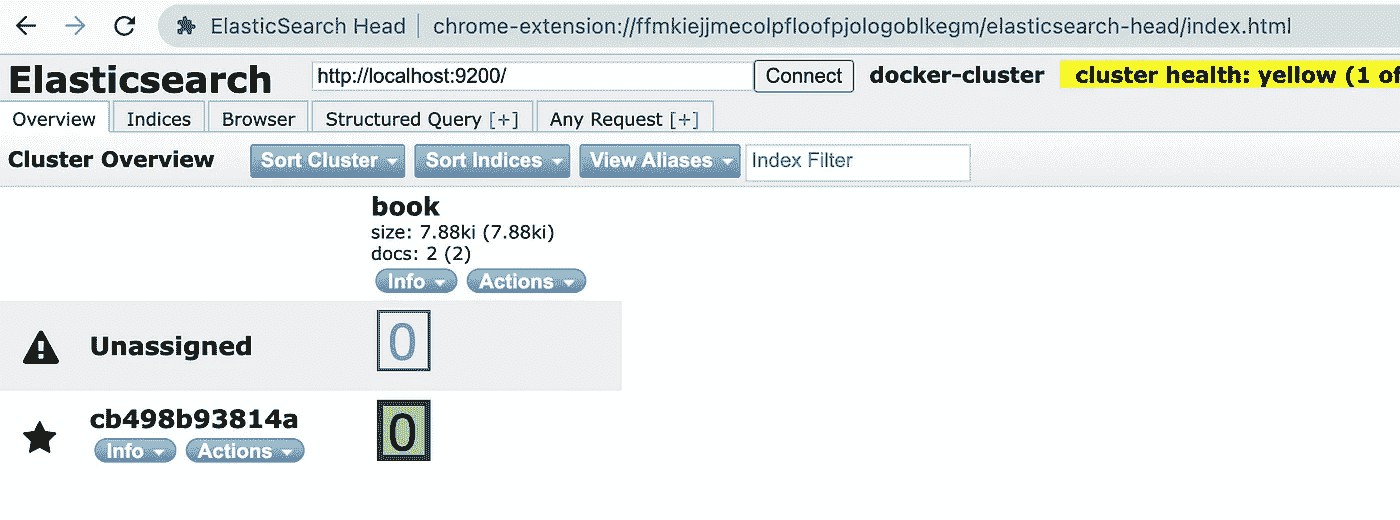 ElasticSearch Head chrome-extension://ffmkiejjmecolpfloofpjologoblkegm/elasticsearch-head/index.html
Elasticsearch http://localhost:9200/ Connect docker-cluster cluster health: yellow (1 of
Overview Indices Browser Structured Query [+] Any Request [+]
Cluster Overview Sort Cluster Sort Indices View Aliases Index Filter
book
size: 7.88ki (7.88ki)
docs: 2 (2)
Info Actions
Unassigned 0
cb498b93814a 0
Info Actions